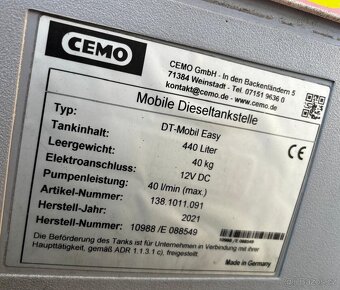 CEMO
CEMO GmbH - In den Backenländern 5
71384 Weinstadt - Tel. 07151 9636 0
kontakt@cemo.de - www.cemo.de
Mobile Dieseltankstelle
Typ: DT-Mobil Easy
Tankinhalt: 440 Liter
Leergewicht: 40 kg
Elektroanschluss: 12V DC
Pumpenleistung: 40 l/min (max.)
Artikel-Nummer: 138.1011.091
Herstell-Jahr: 2021
Herstell-Nummer: 10988 /E 088549
CE
10988 /E 088549
Die Beförderung des Tanks ist für Unternehmen in Verbindung mit ihrer
Haupttätigkeit, gemäß ADR 1.1.3.1 c), freigestellt.
Made in Germany